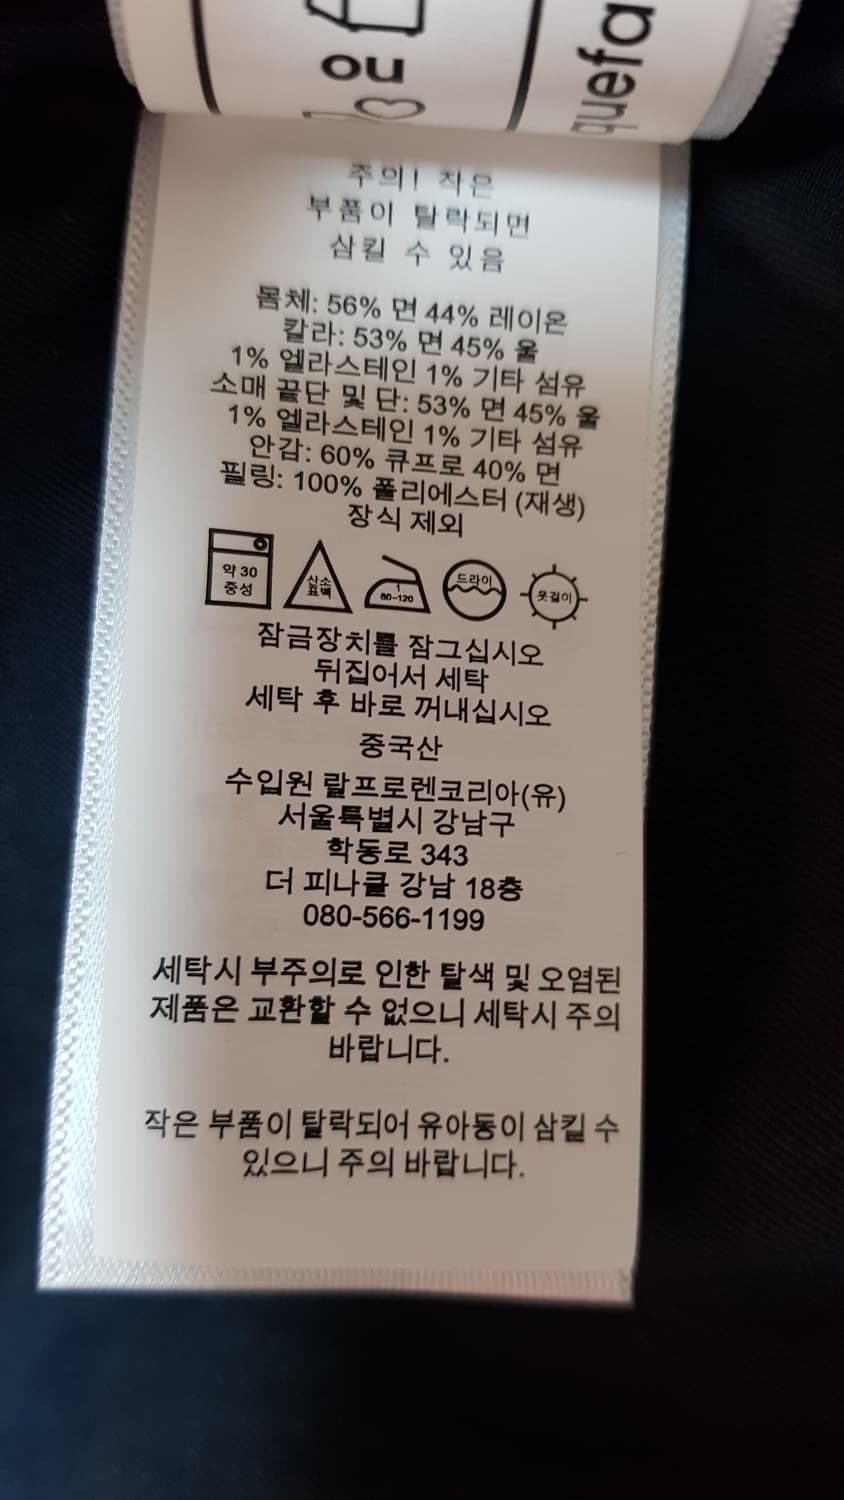 ou
quefa
주의! 작은
부품이 탈락되면
삼킬 수 있음
몸체: 56% 면 44% 레이온
칼라: 53% 면 45% 울
1% 엘라스테인 1% 기타 섬유
소매 끝단 및 단: 53% 면 45% 울
1% 엘라스테인 1% 기타 섬유
안감: 60% 큐프로 40% 면
필링: 100% 폴리에스터 (재생)
장식 제외
약 30
중성
산소
표백
1
80~120
드라이
옷걸이
잠금장치를 잠그십시오
뒤집어서 세탁
세탁 후 바로 꺼내십시오
중국산
수입원 랄프로렌코리아(유)
서울특별시 강남구
학동로 343
더 피나클 강남 18층
080-566-1199
세탁시 부주의로 인한 탈색 및 오염된
제품은 교환할 수 없으니 세탁시 주의
바랍니다.
작은 부품이 탈락되어 유아동이 삼킬 수
있으니 주의 바랍니다.